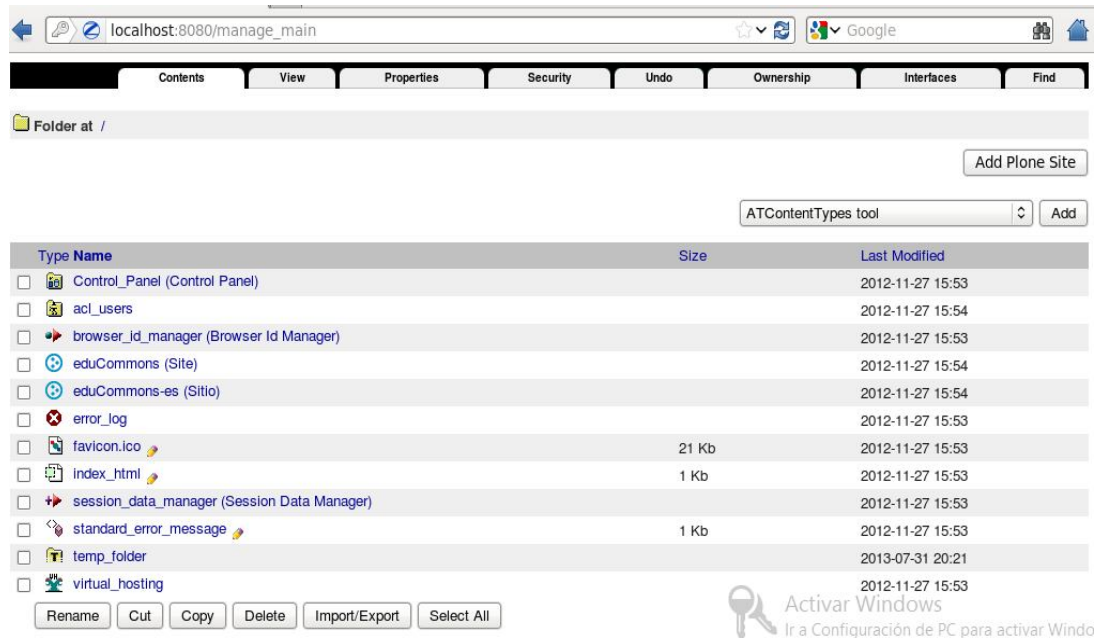 localhost:8080/manage_main
Google
Contents View Properties Security Undo Ownership Interfaces Find
Folder at /
Add Plone Site
ATContentTypes tool Add
Type Name Size Last Modified
Control_Panel (Control Panel) 2012-11-27 15:53
acl_users 2012-11-27 15:54
browser_id_manager (Browser Id Manager) 2012-11-27 15:53
eduCommons (Site) 2012-11-27 15:54
eduCommons-es (Sitio) 2012-11-27 15:54
error_log 2012-11-27 15:53
favicon.ico 21 Kb 2012-11-27 15:53
index_html 1 Kb 2012-11-27 15:53
session_data_manager (Session Data Manager) 2012-11-27 15:53
standard_error_message 1 Kb 2012-11-27 15:53
temp_folder 2013-07-31 20:21
virtual_hosting 2012-11-27 15:53
Rename Cut Copy Delete Import/Export Select All
Activar Windows
Ir a Configuración de PC para activar Windo